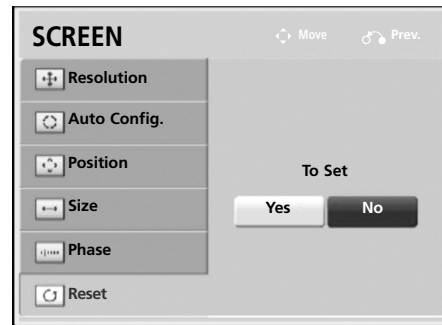 SCREEN
Move Prev.
Resolution
Auto Config.
Position
Size
Phase
Reset
To Set
Yes No